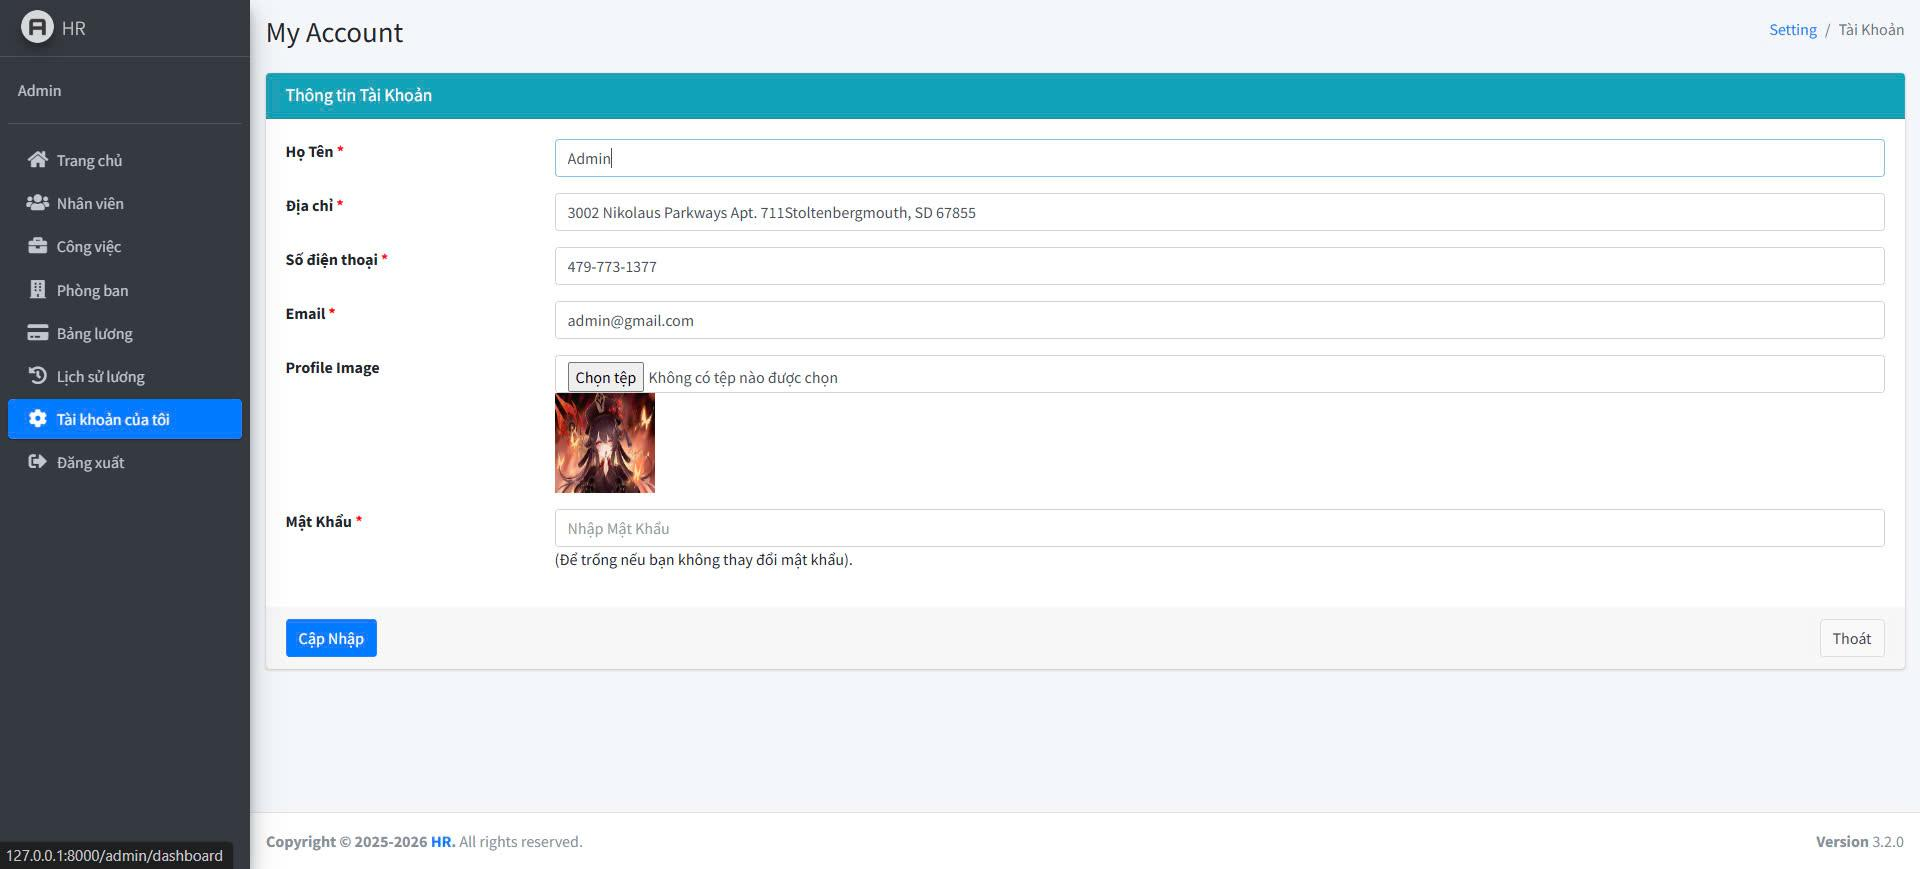 HR
Admin
Trang chủ
Nhân viên
Công việc
Phòng ban
Bảng lương
Lịch sử lương
Tài khoản của tôi
Đăng xuất
127.0.0.1:8000/admin/dashboard
My Account
Setting / Tài Khoản
Thông tin Tài Khoản
Họ Tên * Admin
Địa chỉ * 3002 Nikolaus Parkways Apt. 711Stoltenbergmouth, SD 67855
Số điện thoại * 479-773-1377
Email * admin@gmail.com
Profile Image Chọn tệp Không có tệp nào được chọn
Mật Khẩu * Nhập Mật Khẩu
(Để trống nếu bạn không thay đổi mật khẩu).
Cập Nhập Thoát
Copyright © 2025-2026 HR. All rights reserved. Version 3.2.0